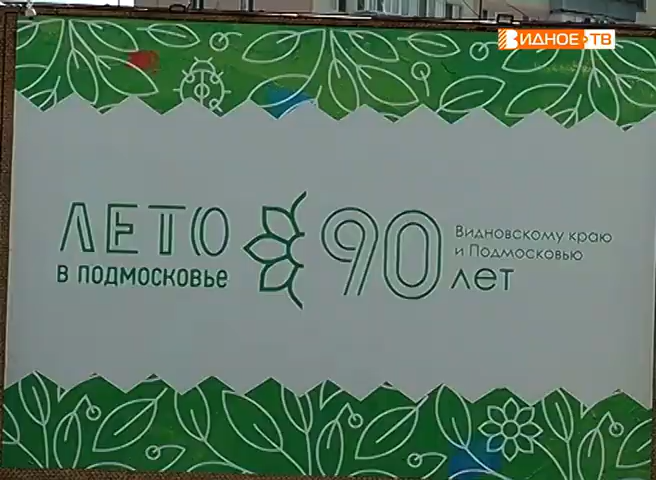 ВИДНОЕ ТВ
ЛЕТО
В ПОДМОСКОВЬЕ
90
Видновскому краю
и Подмосковью
лет